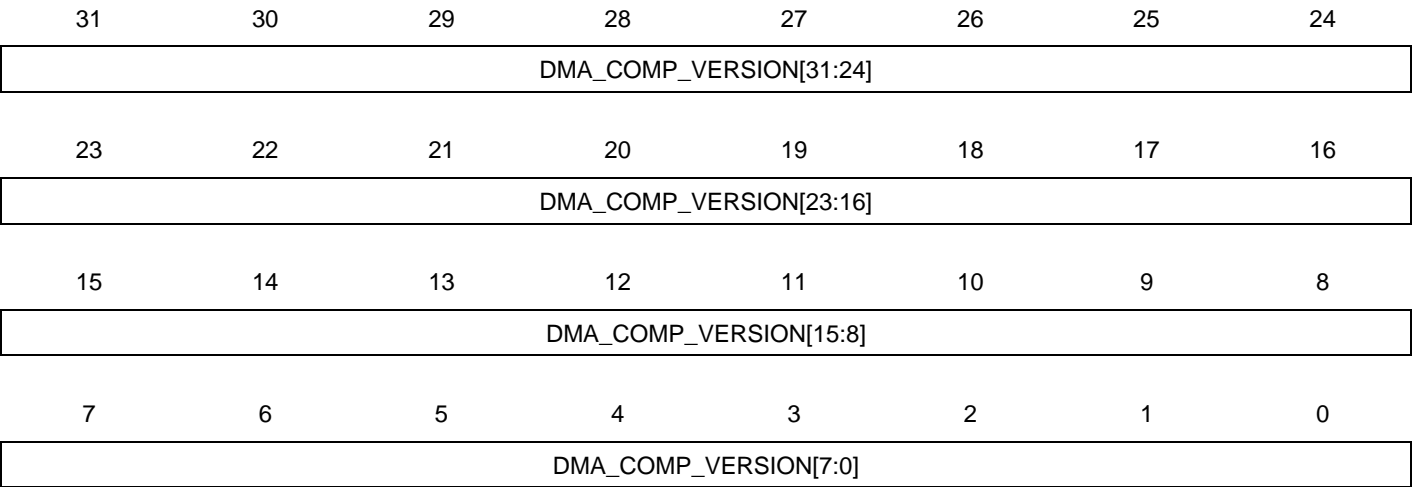 31 30 29 28 27 26 25 24
DMA_COMP_VERSION[31:24]
23 22 21 20 19 18 17 16
DMA_COMP_VERSION[23:16]
15 14 13 12 11 10 9 8
DMA_COMP_VERSION[15:8]
7 6 5 4 3 2 1 0
DMA_COMP_VERSION[7:0]